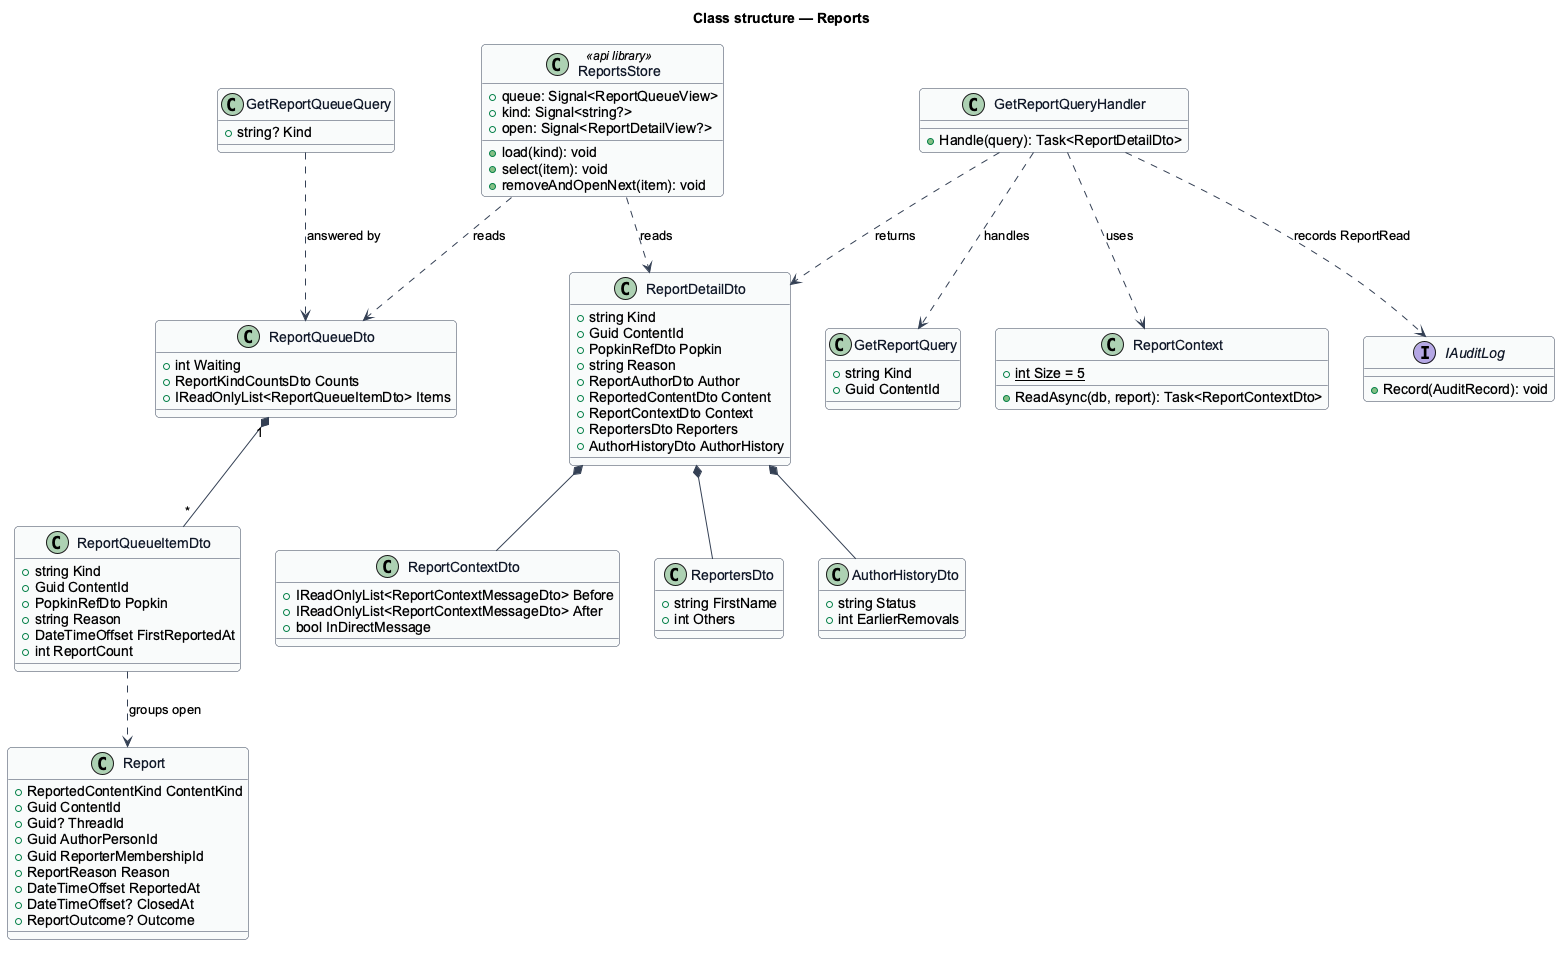 Class structure — Reports
«api library»
ReportsStore
queue: Signal<ReportQueueView>
kind: Signal<string?>
open: Signal<ReportDetailView?>
load(kind): void
select(item): void
removeAndOpenNext(item): void
GetReportQueueQuery
string? Kind
GetReportQueryHandler
Handle(query): Task<ReportDetailDto>
answered by
reads
reads
returns
handles
uses
records ReportRead
ReportQueueDto
int Waiting
ReportKindCountsDto Counts
IReadOnlyList<ReportQueueItemDto> Items
ReportDetailDto
string Kind
Guid ContentId
PopkinRefDto Popkin
string Reason
ReportAuthorDto Author
ReportedContentDto Content
ReportContextDto Context
ReportersDto Reporters
AuthorHistoryDto AuthorHistory
GetReportQuery
string Kind
Guid ContentId
ReportContext
int Size = 5
ReadAsync(db, report): Task<ReportContextDto>
IAuditLog
Record(AuditRecord): void
1
*
ReportQueueItemDto
string Kind
Guid ContentId
PopkinRefDto Popkin
string Reason
DateTimeOffset FirstReportedAt
int ReportCount
ReportContextDto
IReadOnlyList<ReportContextMessageDto> Before
IReadOnlyList<ReportContextMessageDto> After
bool InDirectMessage
ReportersDto
string FirstName
int Others
AuthorHistoryDto
string Status
int EarlierRemovals
groups open
Report
ReportedContentKind ContentKind
Guid ContentId
Guid? ThreadId
Guid AuthorPersonId
Guid ReporterMembershipId
ReportReason Reason
DateTimeOffset ReportedAt
DateTimeOffset? ClosedAt
ReportOutcome? Outcome